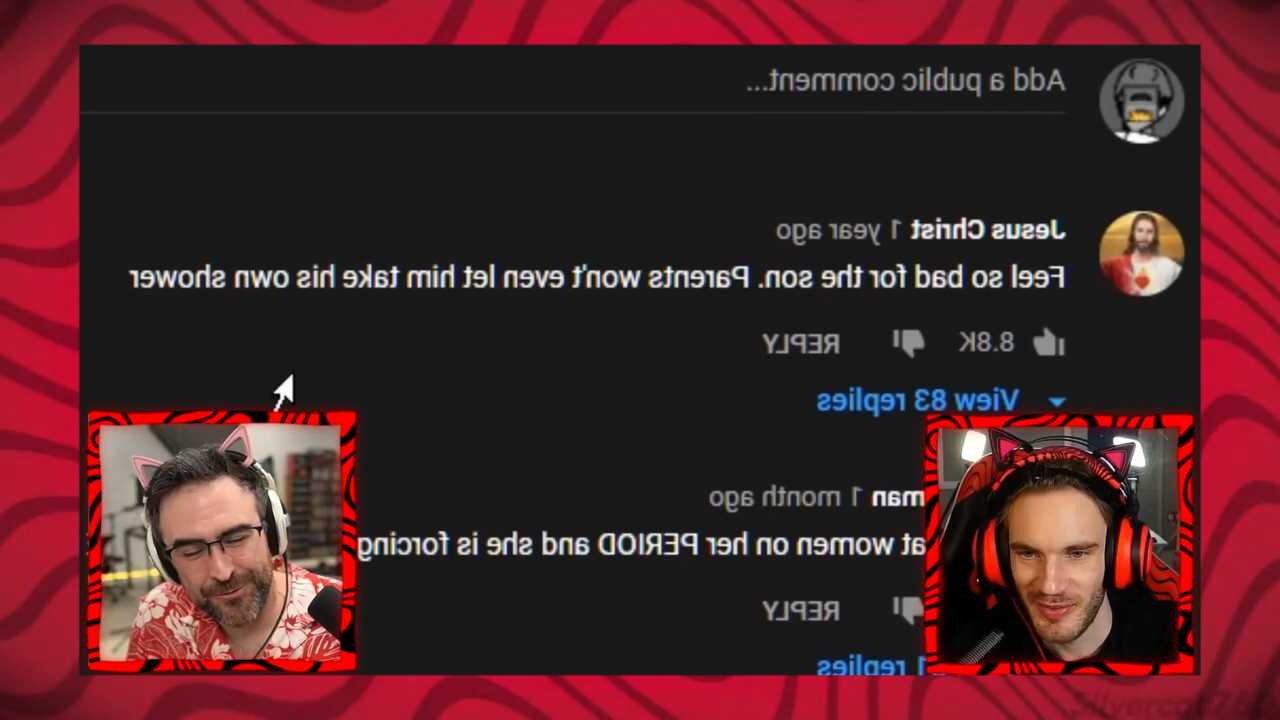 Add a public comment...
Jesus Christ 1 year ago
Feel so bad for the son. Parents won't even let him take his own shower
8.8K REPLY
View 83 replies
man 1 month ago
at women on her PERIOD and she is forcing
REPLY
1 replies